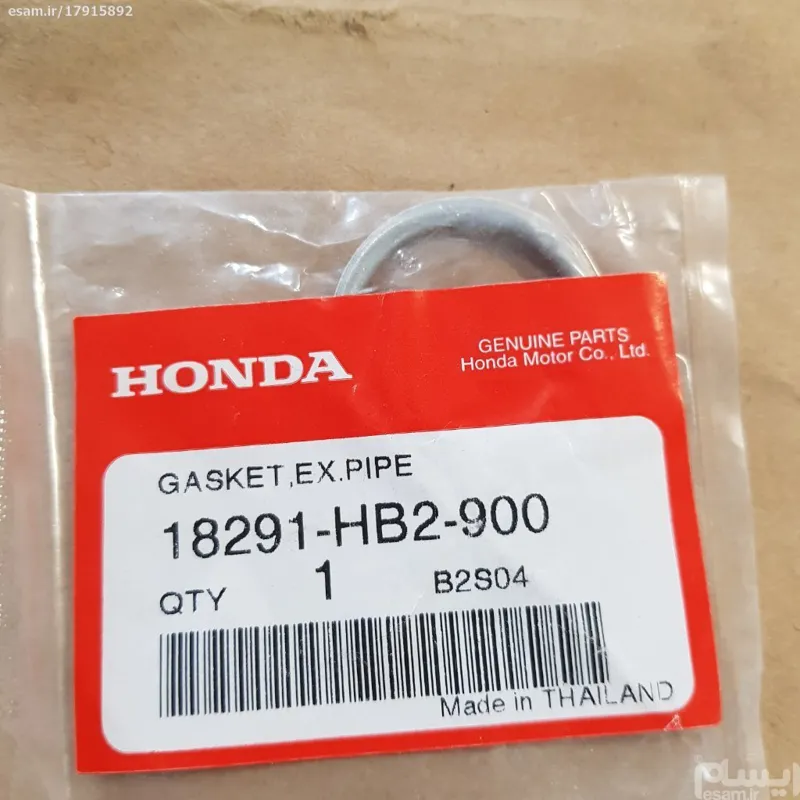 esam.ir/17915892
HONDA
GENUINE PARTS
Honda Motor Co., Ltd.
GASKET,EX.PIPE
18291-HB2-900
QTY 1 B2S04
Made in THAILAND
ایسام
esam.ir